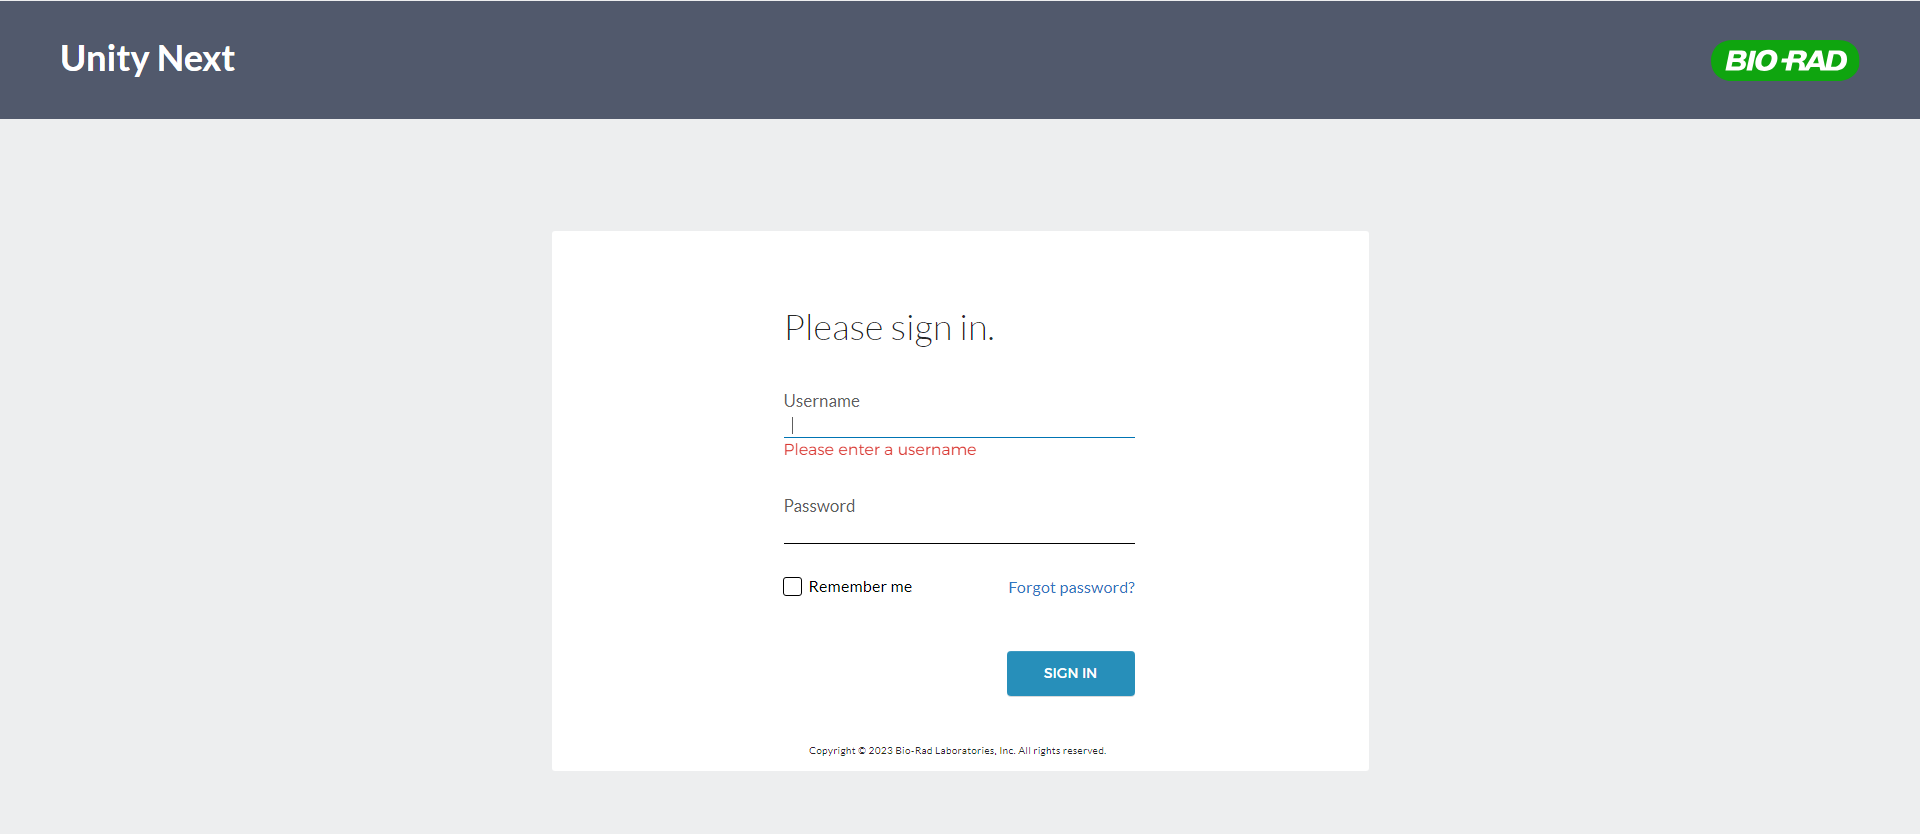 Unity Next
BIO-RAD
Please sign in.
Username
Please enter a username
Password
Remember me
Forgot password?
SIGN IN
Copyright © 2023 Bio-Rad Laboratories, Inc. All rights reserved.